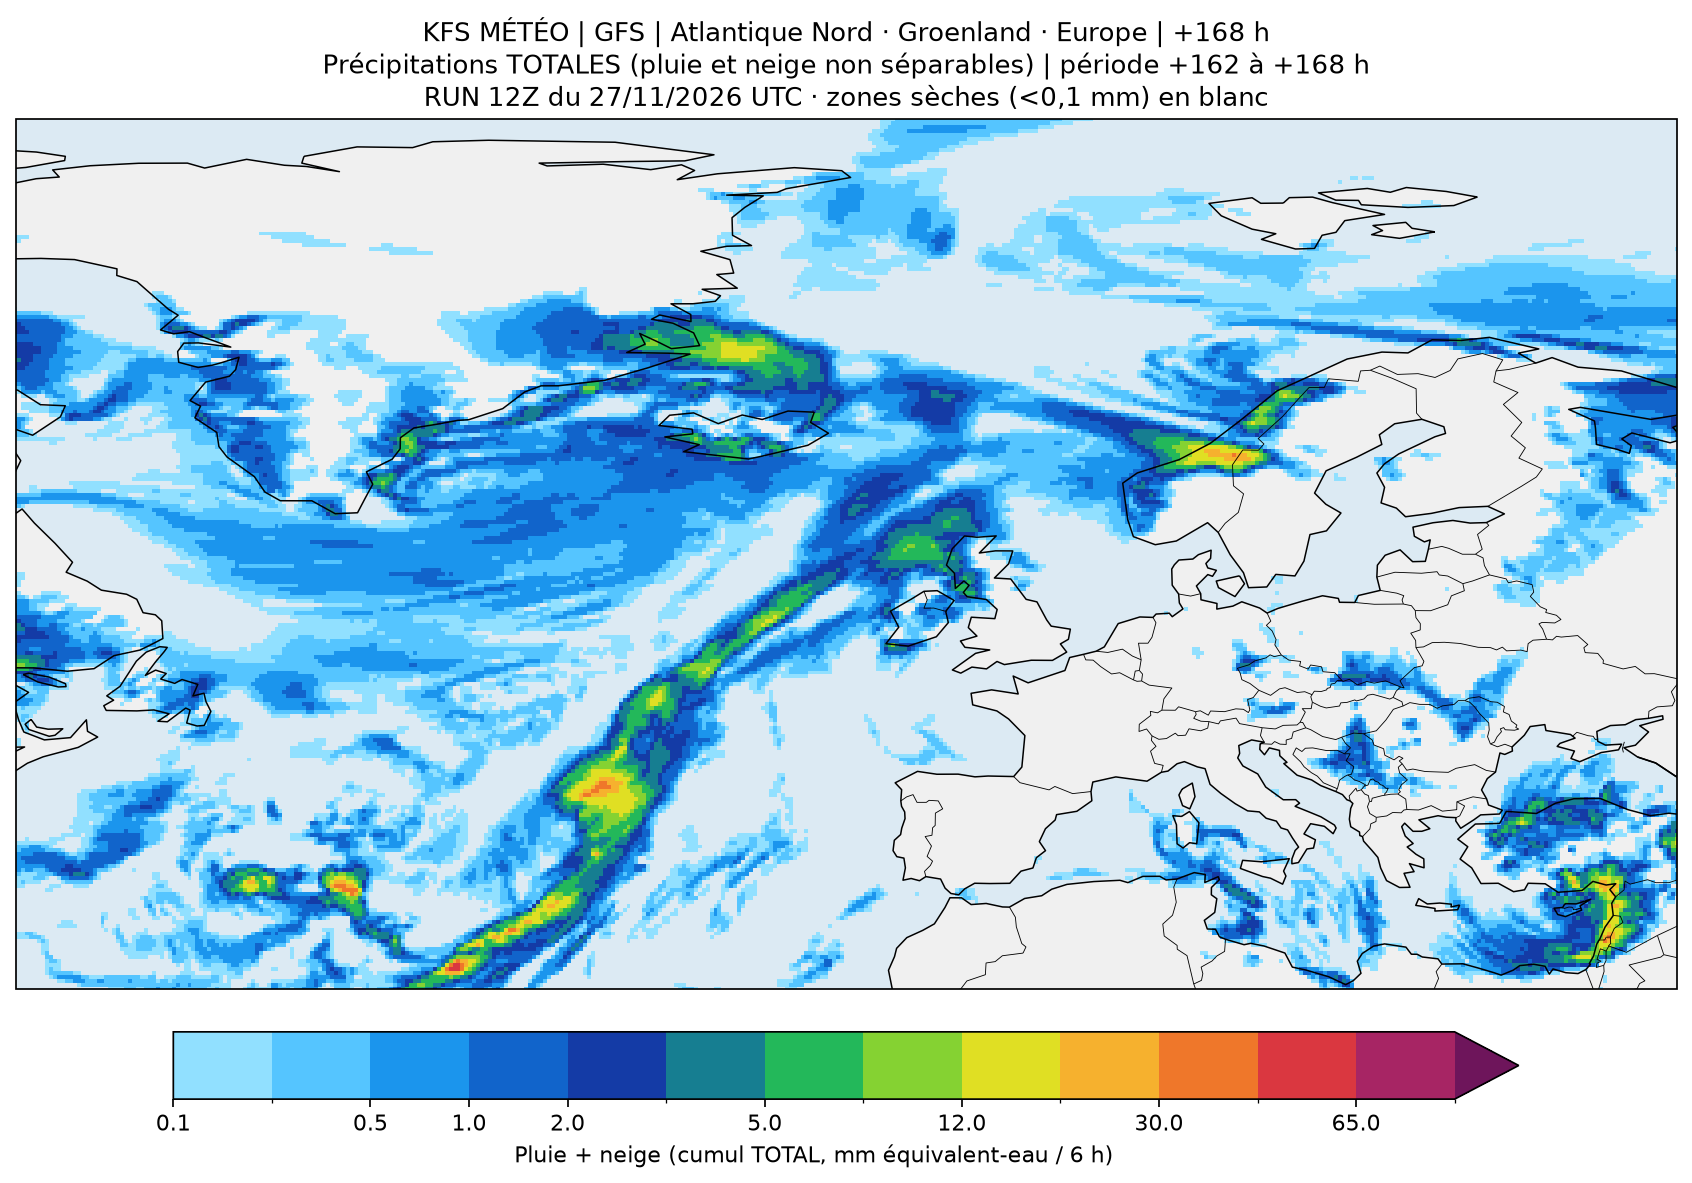 KFS MÉTÉO | GFS | Atlantique Nord · Groenland · Europe | +168 h
Précipitations TOTALES (pluie et neige non séparables) | période +162 à +168 h
RUN 12Z du 27/11/2026 UTC · zones sèches (<0,1 mm) en blanc
0.1 0.5 1.0 2.0 5.0 12.0 30.0 65.0
Pluie + neige (cumul TOTAL, mm équivalent-eau / 6 h)